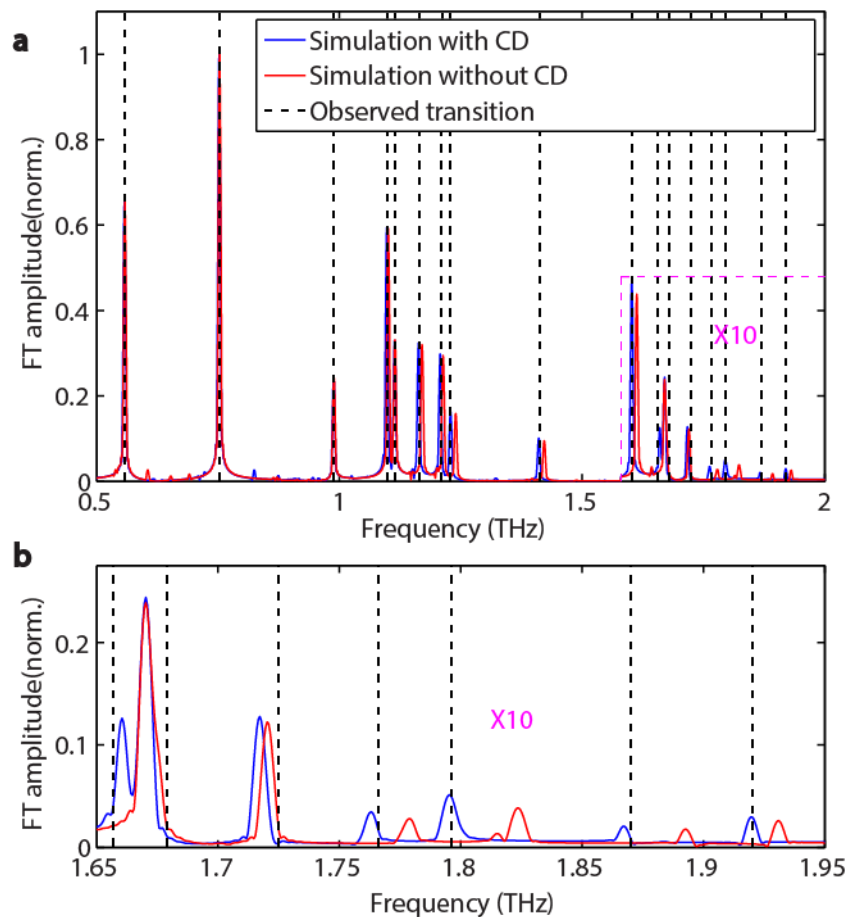 a
Simulation with CD
Simulation without CD
Observed transition
FT amplitude(norm.)
1
0.8
0.6
0.4
0.2
0
X10
0.5
1
1.5
2
Frequency (THz)
b
FT amplitude(norm.)
0.2
0.1
0
X10
1.65
1.7
1.75
1.8
1.85
1.9
1.95
Frequency (THz)